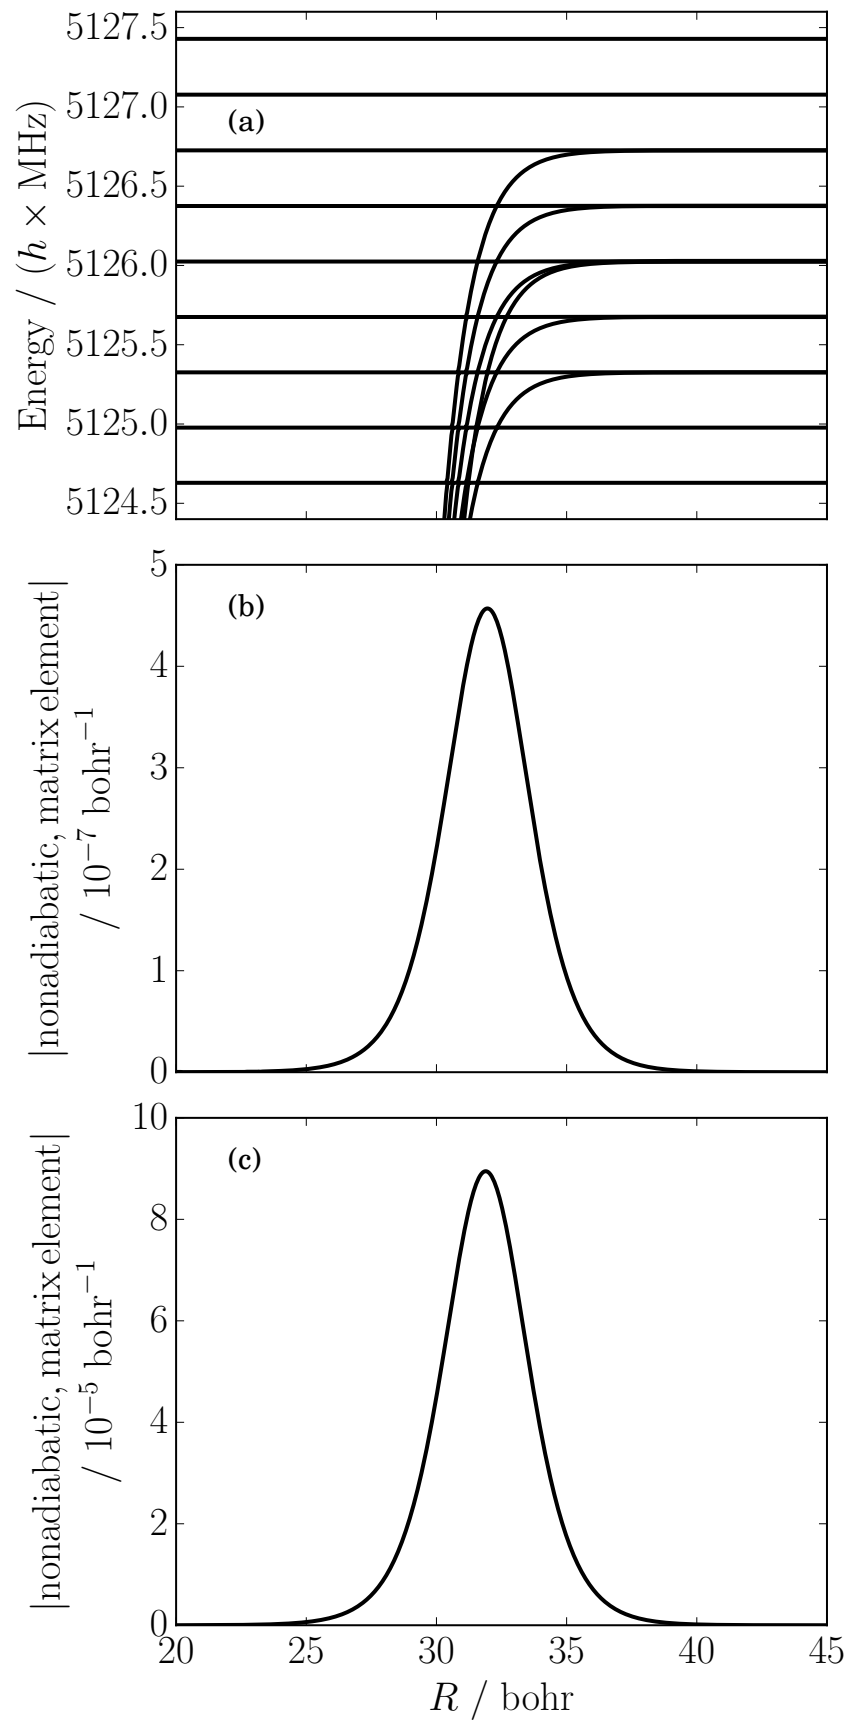 5127.5
5127.0
5126.5
5126.0
5125.5
5125.0
5124.5
Energy / (h × MHz)
(a)
5
4
3
2
1
0
|nonadiabatic, matrix element|
/ 10⁻⁷ bohr⁻¹
(b)
10
8
6
4
2
0
|nonadiabatic, matrix element|
/ 10⁻⁵ bohr⁻¹
(c)
20 25 30 35 40 45
R / bohr